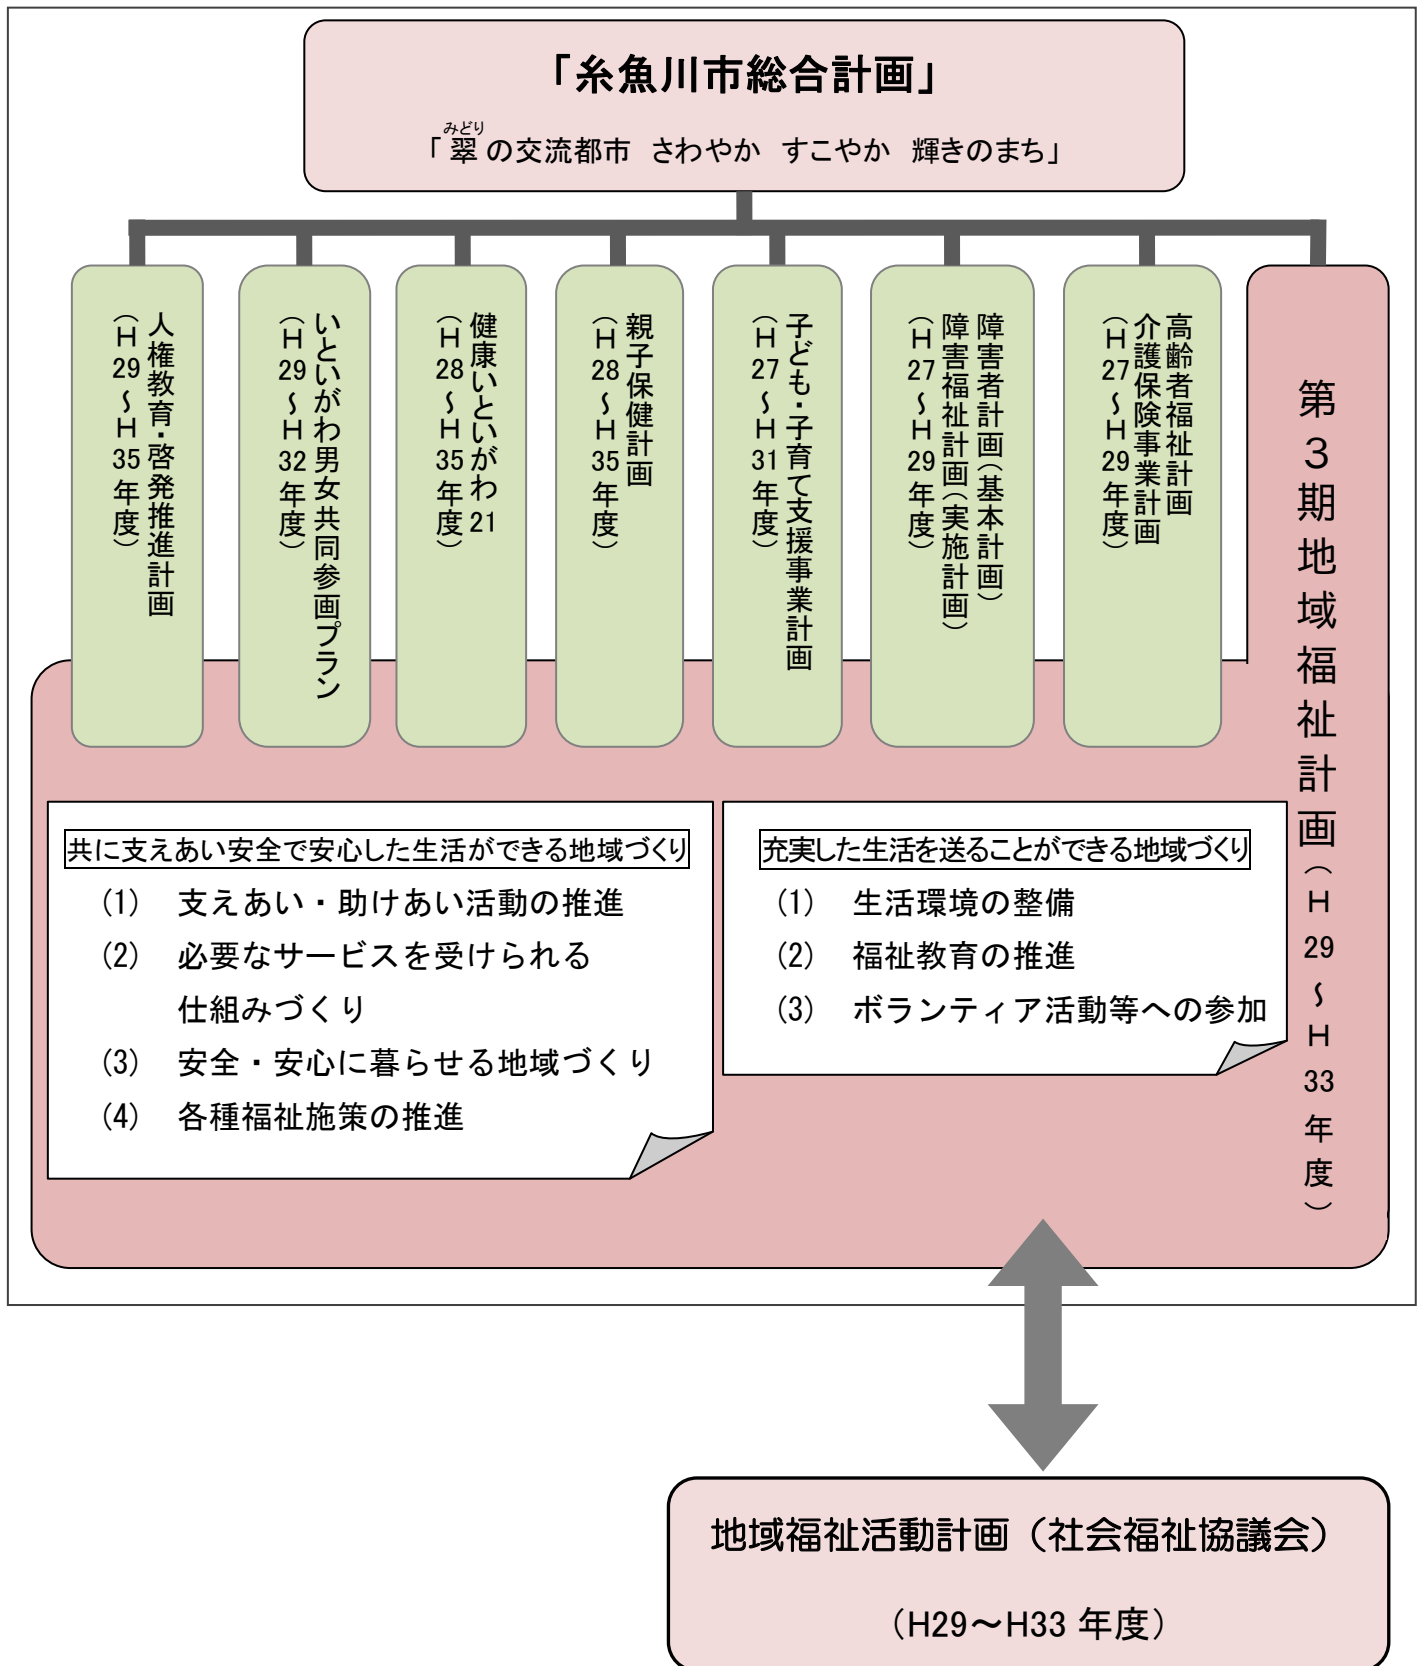 「糸魚川市総合計画」
みどり
「翠の交流都市　さわやか　すこやか　輝きのまち」
第３期地域福祉計画（Ｈ29～Ｈ33年度）
高齢者福祉計画
介護保険事業計画
（Ｈ27～Ｈ29年度）
障害者計画（基本計画）
障害福祉計画（実施計画）
（Ｈ27～Ｈ29年度）
子ども・子育て支援事業計画
（Ｈ27～Ｈ31年度）
親子保健計画
（Ｈ28～Ｈ35年度）
健康いといがわ21
（Ｈ28～Ｈ35年度）
いといがわ男女共同参画プラン
（Ｈ29～Ｈ32年度）
人権教育・啓発推進計画
（Ｈ29～Ｈ35年度）
共に支えあい安全で安心した生活ができる地域づくり
(1)　支えあい・助けあい活動の推進
(2)　必要なサービスを受けられる
仕組みづくり
(3)　安全・安心に暮らせる地域づくり
(4)　各種福祉施策の推進
充実した生活を送ることができる地域づくり
(1)　生活環境の整備
(2)　福祉教育の推進
(3)　ボランティア活動等への参加
地域福祉活動計画（社会福祉協議会）
（H29～H33 年度）